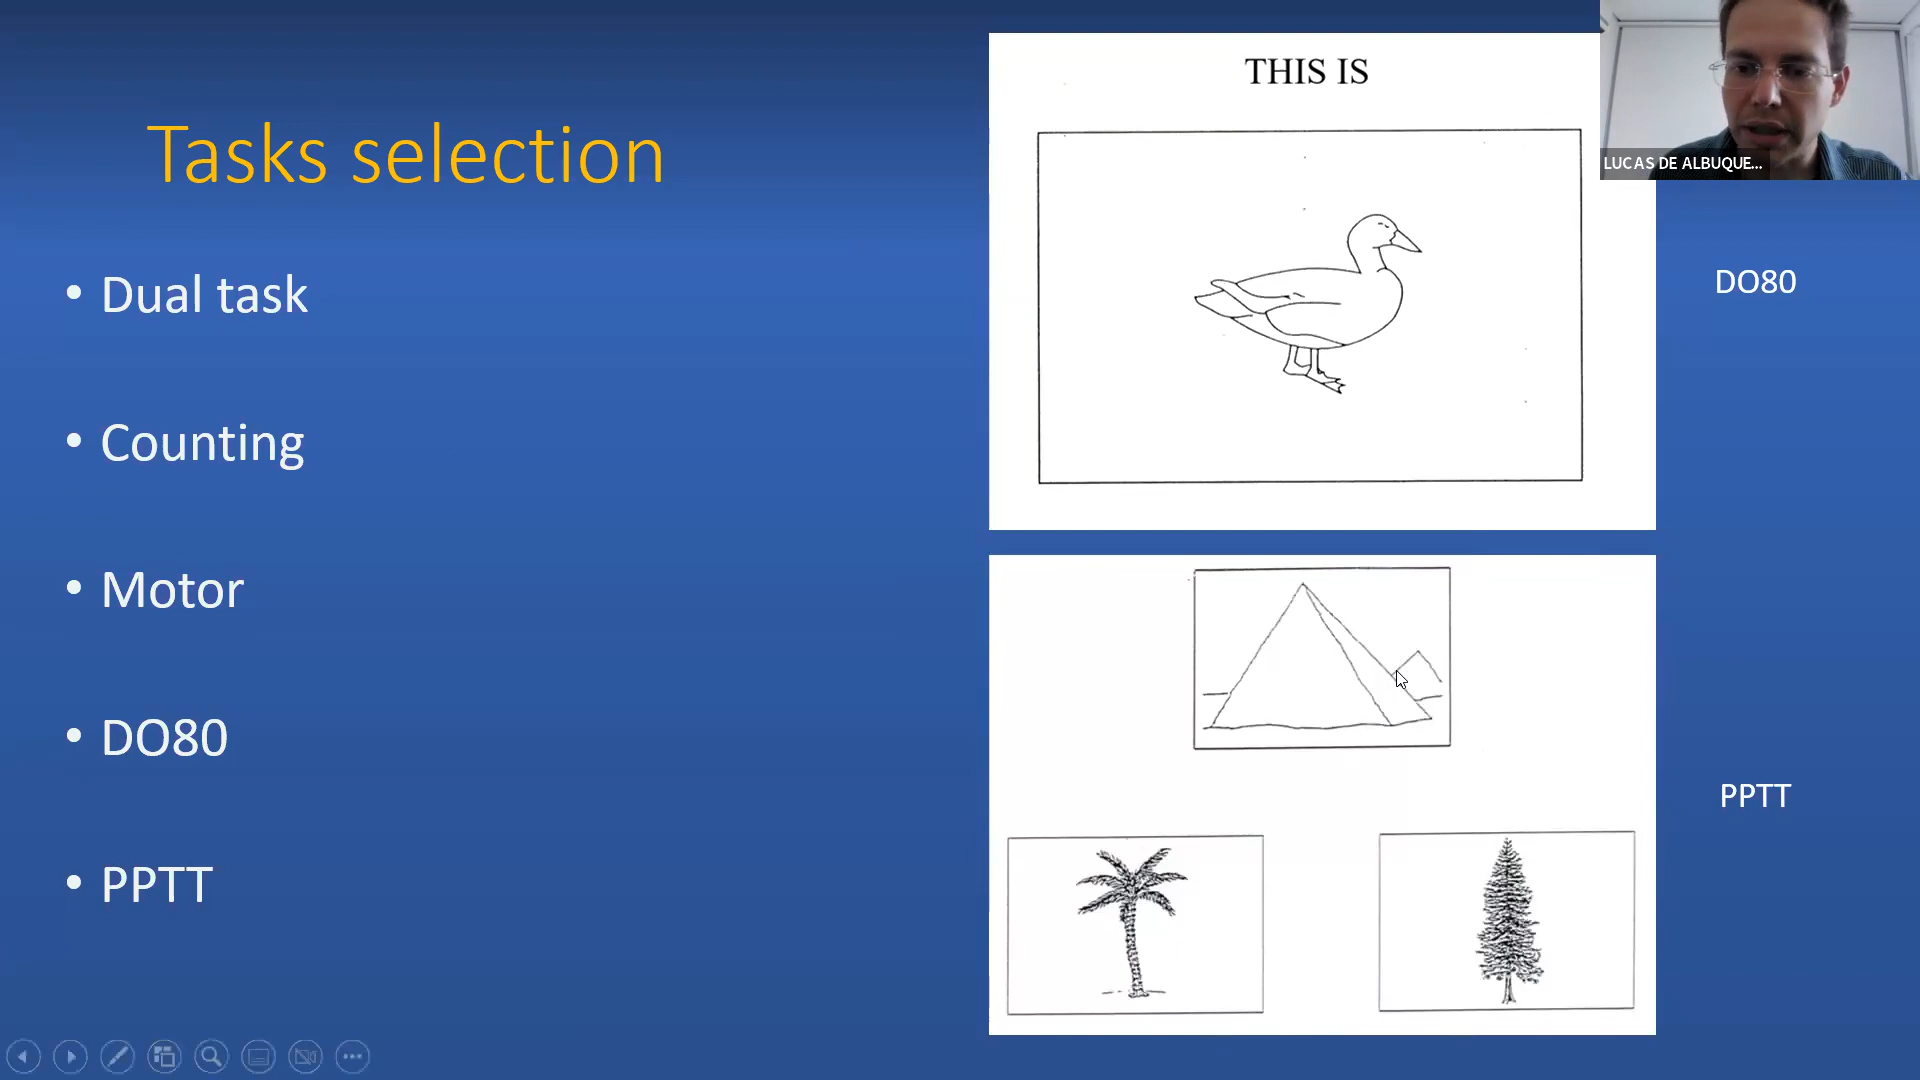 Tasks selection
• Dual task
• Counting
• Motor
• DO80
• PPTT
THIS IS
DO80
PPTT
LUCAS DE ALBUQUE...